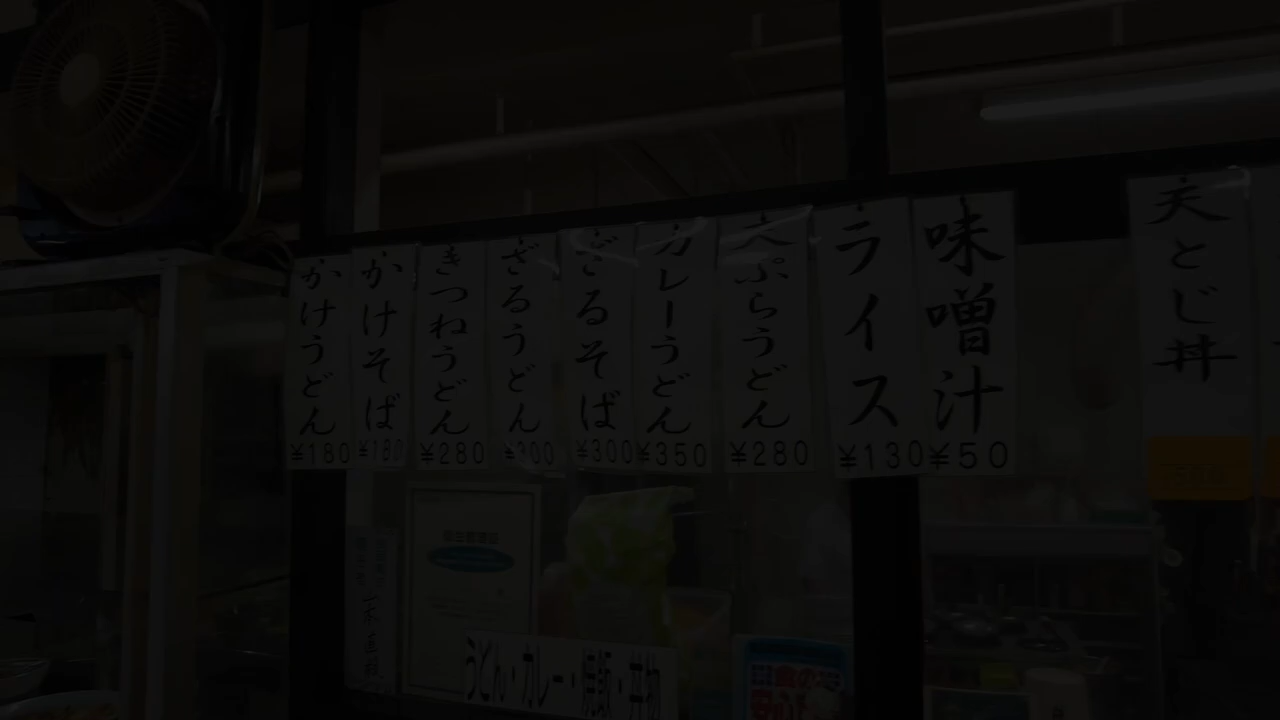 かけうどん
¥180
かけそば
¥180
きつねうどん
¥280
ざるうどん
¥300
ざるそば
¥300
カレーうどん
¥350
天ぷらうどん
¥280
ライス
¥130
味噌汁
¥50
天とじ丼
うどん・カレー・焼飯・丼物